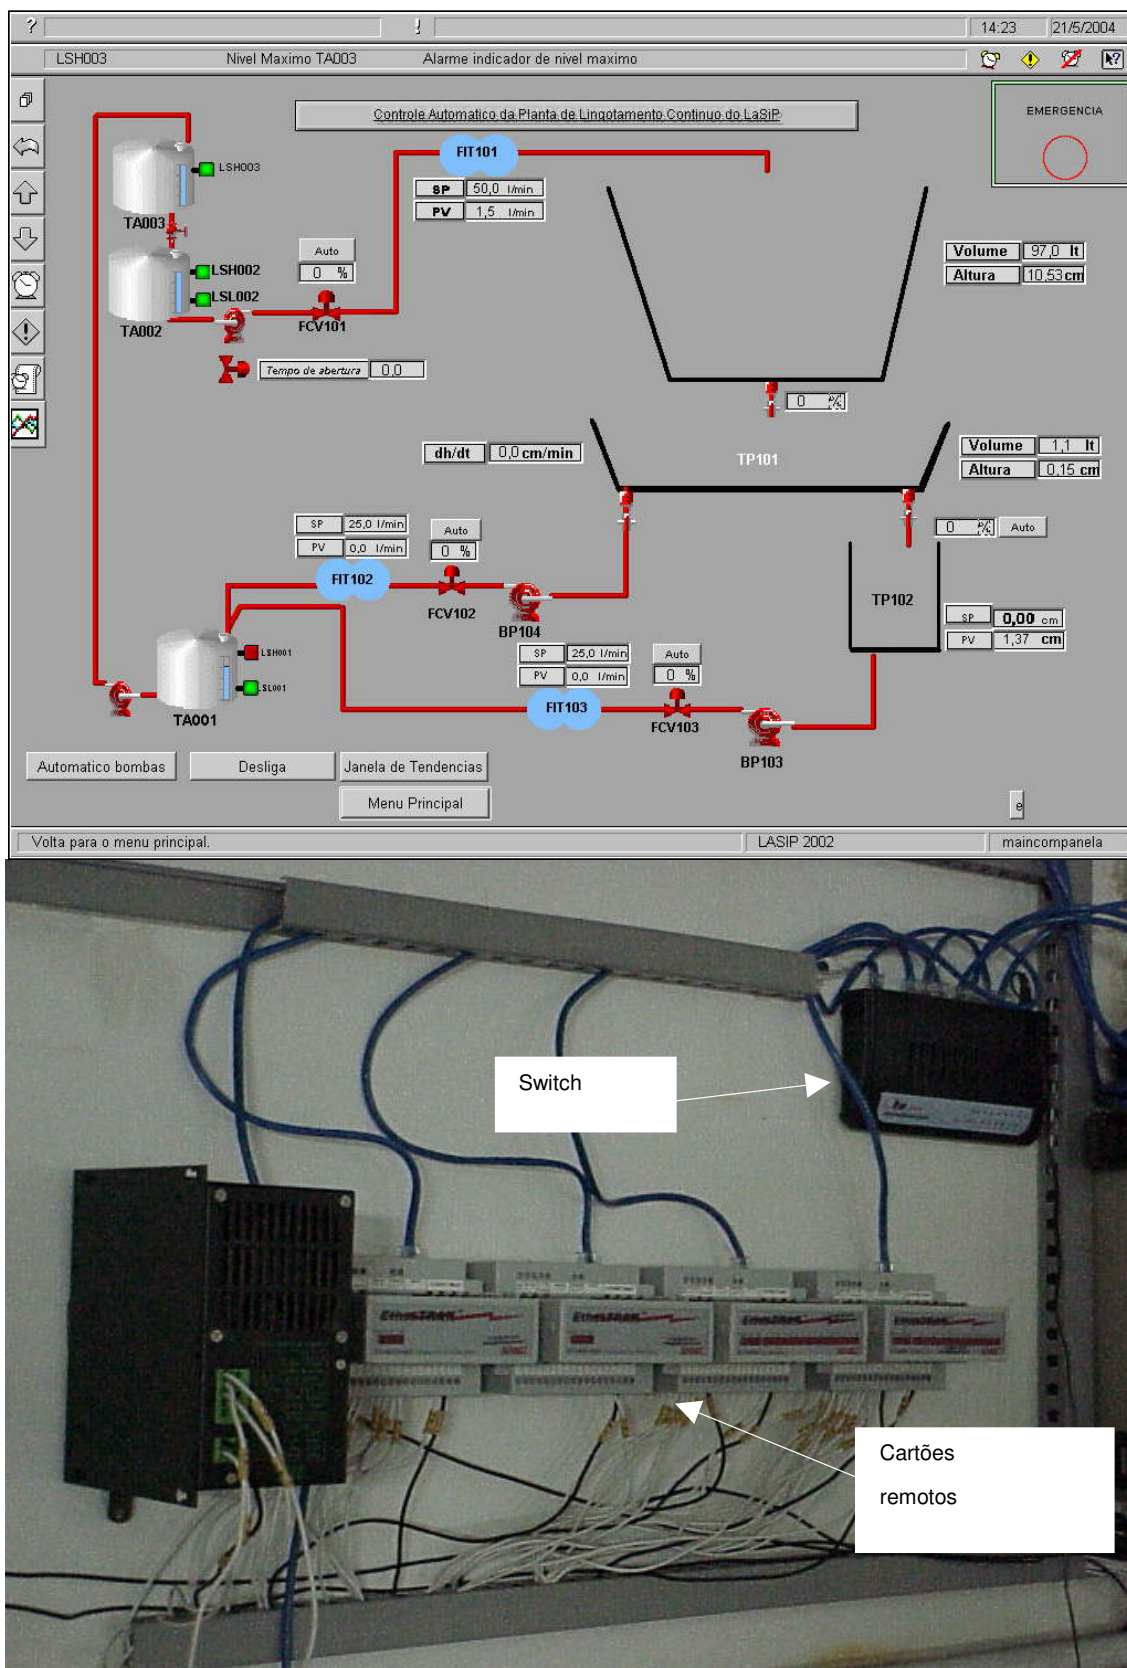 ?
!
14:23
21/5/2004
LSH003 Nivel Maximo TA003 Alarme indicador de nivel maximo
Controle Automatico da Planta de Lingotamento Continuo do LaSiP
EMERGENCIA
FIT101
LSH003
SP 50,0 l/min
PV 1,5 l/min
TA003
Auto
0 %
LSH002
LSL002
TA002
FCV101
Volume 97,0 lt
Altura 10,53 cm
Tempo de abertura 0,0
0 %
dh/dt 0,0 cm/min
TP101
Volume 1,1 lt
Altura 0,15 cm
SP 25,0 l/min
PV 0,0 l/min
Auto
0 %
0 % Auto
FIT102
FCV102
BP104
TP102
SP 0,00 cm
PV 1,37 cm
LSH001
LSL001
TA001
SP 25,0 l/min
PV 0,0 l/min
Auto
0 %
FIT103
FCV103
BP103
Automatico bombas
Desliga
Janela de Tendencias
Menu Principal
e
Volta para o menu principal.
LASIP 2002
maincompanela
Switch
EtherTRAK
EtherTRAK
EtherTRAK
EtherTRAK
Cartões
remotos